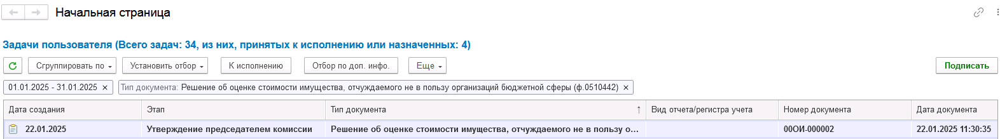 Начальная страница
Задачи пользователя (Всего задач: 34, из них, принятых к исполнению или назначенных: 4)
Сгруппировать по Установить отбор К исполнению Отбор по доп. инфо. Еще Подписать
01.01.2025 - 31.01.2025 × Тип документа: Решение об оценке стоимости имущества, отчуждаемого не в пользу организаций бюджетной сферы (ф.0510442) ×
Дата создания Этап Тип документа ↑ Вид отчета/регистра учета Номер документа Дата документа
22.01.2025 Утверждение председателем комиссии Решение об оценке стоимости имущества, отчуждаемого не в пользу о... 00ОИ-000002 22.01.2025 11:30:35